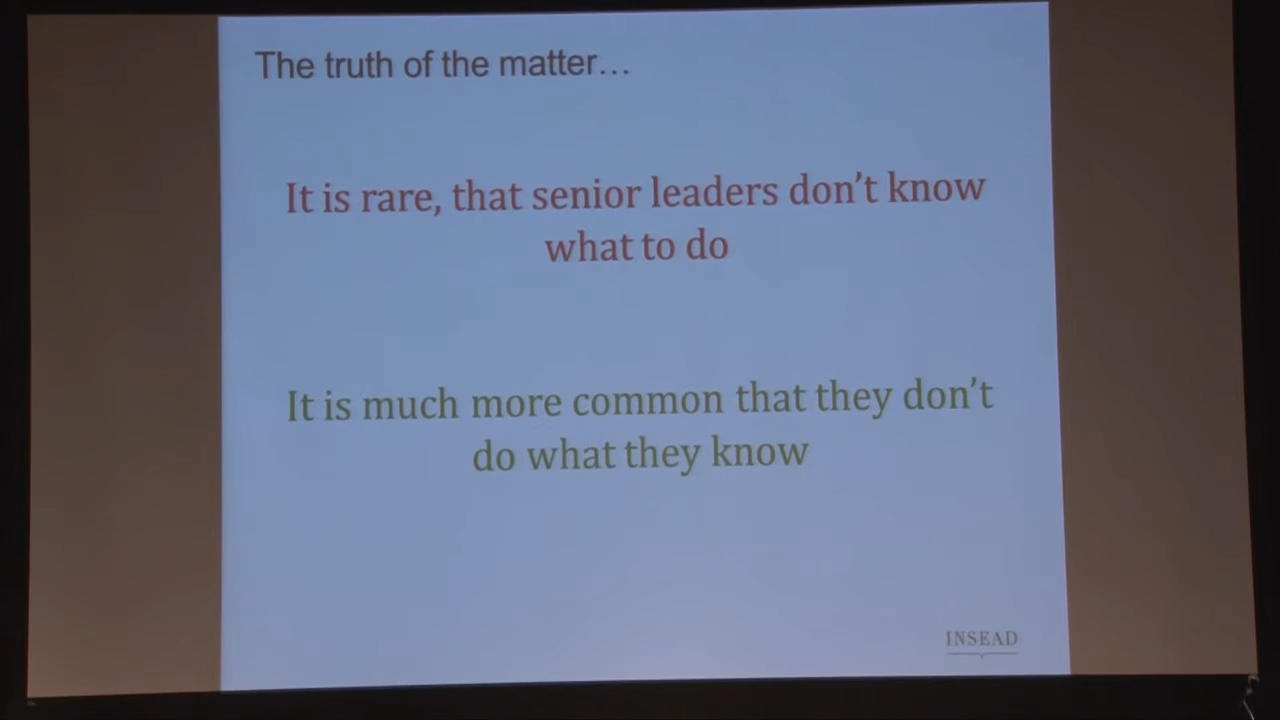 The truth of the matter…
It is rare, that senior leaders don't know
what to do
It is much more common that they don't
do what they know
INSEAD